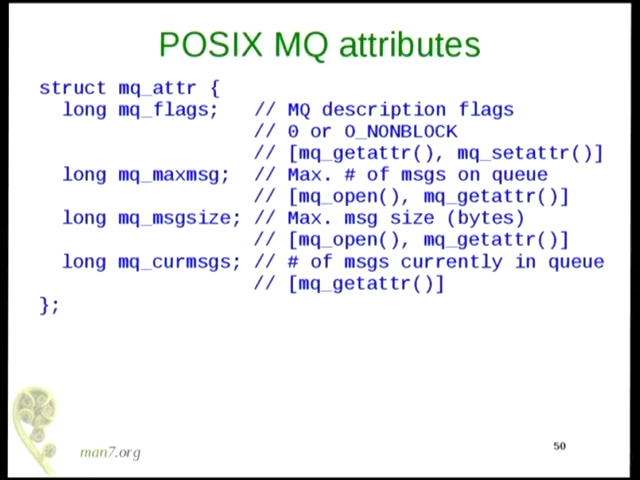 POSIX MQ attributes
struct mq_attr {
long mq_flags; // MQ description flags
// 0 or O_NONBLOCK
// [mq_getattr(), mq_setattr()]
long mq_maxmsg; // Max. # of msgs on queue
// [mq_open(), mq_getattr()]
long mq_msgsize; // Max. msg size (bytes)
// [mq_open(), mq_getattr()]
long mq_curmsgs; // # of msgs currently in queue
// [mq_getattr()]
};
man7.org
50